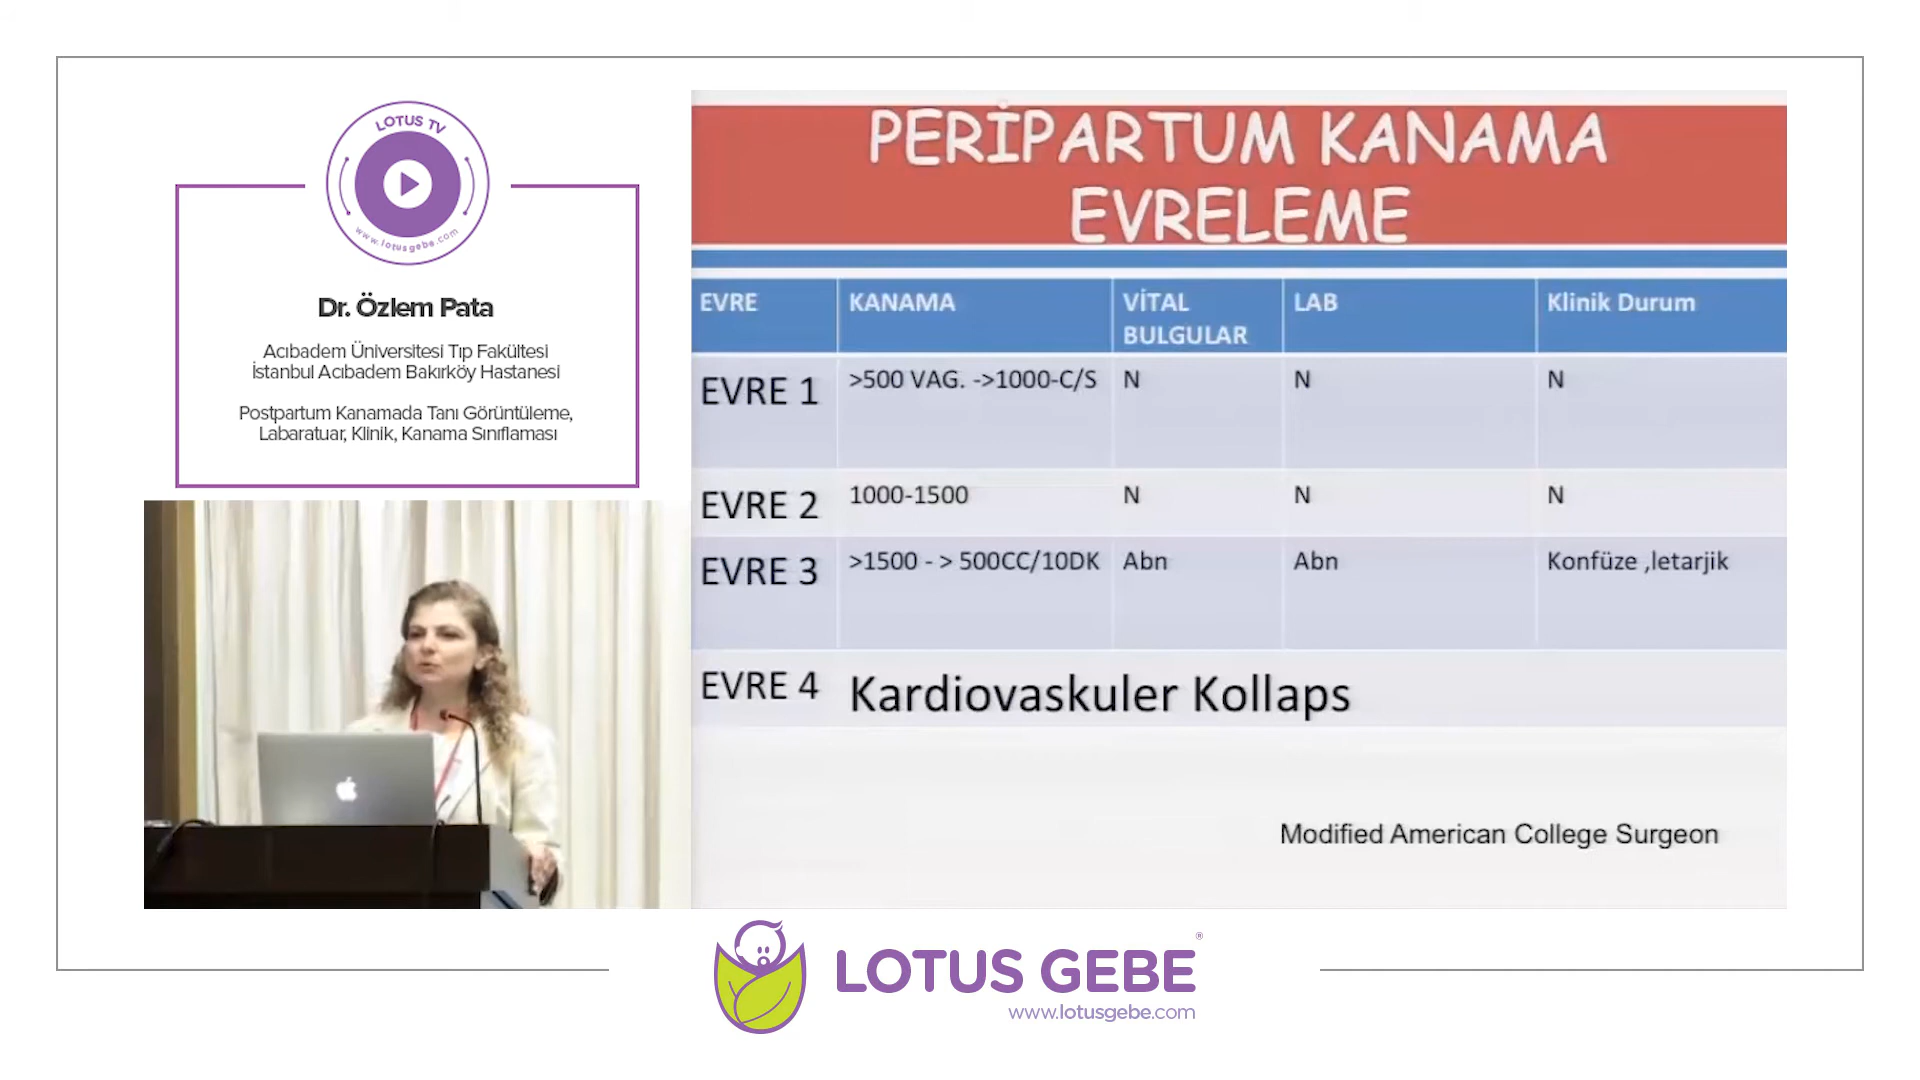 LOTUS TV
www.lotusgebe.com
Dr. Özlem Pata
Acıbadem Üniversitesi Tıp Fakültesi
İstanbul Acıbadem Bakırköy Hastanesi
Postpartum Kanamada Tanı Görüntüleme,
Labaratuar, Klinik, Kanama Sınıflaması
PERİPARTUM KANAMA
EVRELEME
EVRE KANAMA VİTAL BULGULAR LAB Klinik Durum
EVRE 1 >500 VAG. ->1000-C/S N N N
EVRE 2 1000-1500 N N N
EVRE 3 >1500 - > 500CC/10DK Abn Abn Konfüze ,letarjik
EVRE 4 Kardiovaskuler Kollaps
Modified American College Surgeon
LOTUS GEBE®
www.lotusgebe.com